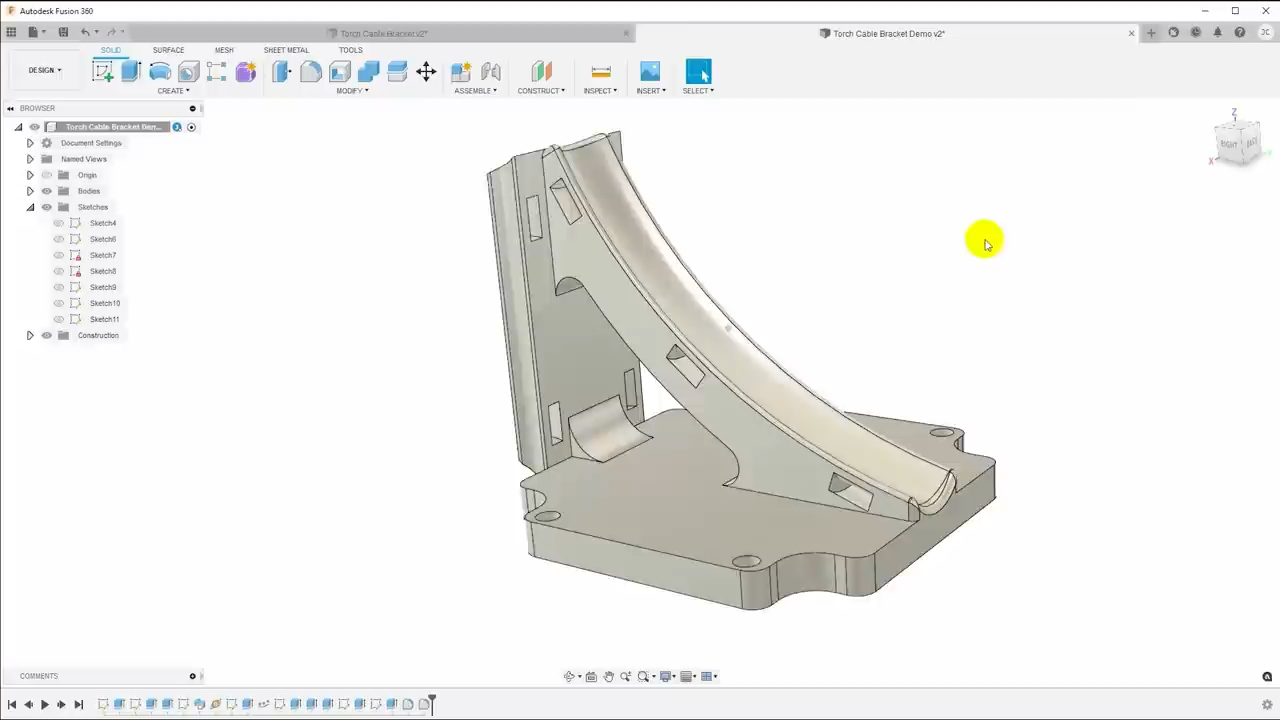 Autodesk Fusion 360
Torch Cable Bracket v2*
Torch Cable Bracket Demo v2*
JC
SOLID SURFACE MESH SHEET METAL TOOLS
DESIGN
CREATE MODIFY ASSEMBLE CONSTRUCT INSPECT INSERT SELECT
BROWSER
Torch Cable Bracket Dem...
Document Settings
Named Views
Origin
Bodies
Sketches
Sketch4
Sketch6
Sketch7
Sketch8
Sketch9
Sketch10
Sketch11
Construction
Z
RIGHT
X
Y
COMMENTS